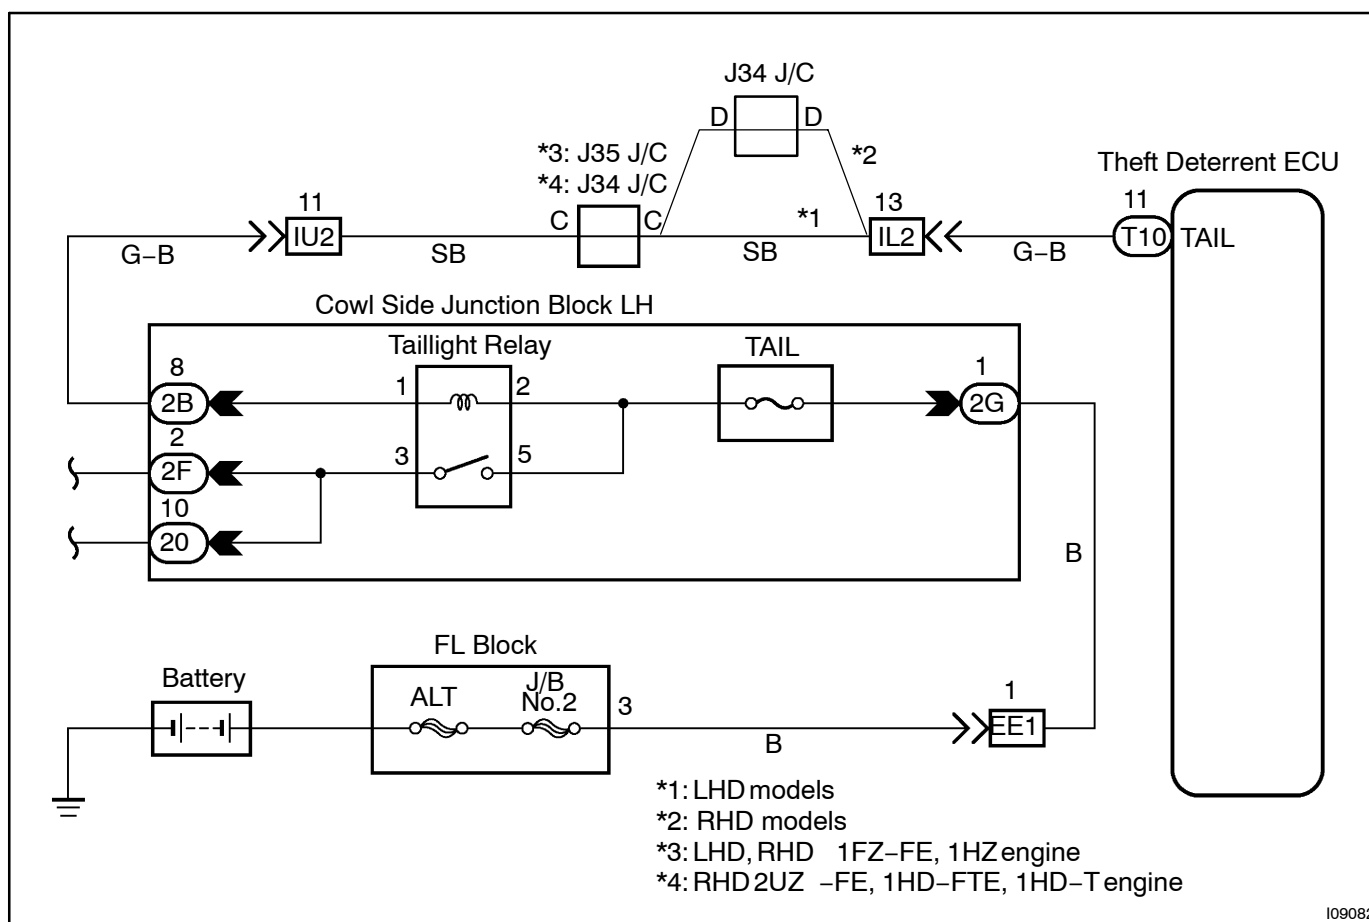 J34 J/C
D D
*3: J35 J/C
*4: J34 J/C
*2
Theft Deterrent ECU
11
IU2
C C
*1
13
IL2
11
T10
TAIL
G–B
SB
SB
G–B
Cowl Side Junction Block LH
Taillight Relay
TAIL
8
2B
1
2
1
2G
2
2F
3
5
10
20
B
FL Block
Battery
ALT
J/B
No.2
3
1
EE1
B
*1: LHD models
*2: RHD models
*3: LHD, RHD 1FZ–FE, 1HZ engine
*4: RHD 2UZ –FE, 1HD–FTE, 1HD–T engine
I09082